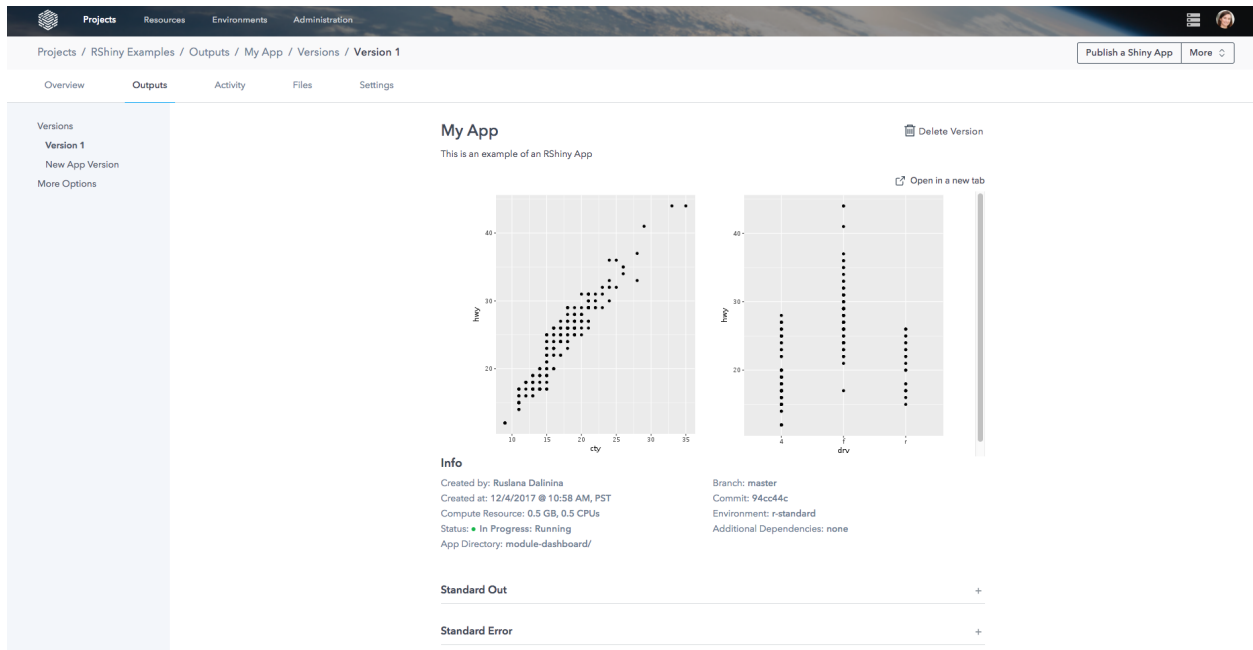 Projects Resources Environments Administration
Projects / RShiny Examples / Outputs / My App / Versions / Version 1
Publish a Shiny App More
Overview Outputs Activity Files Settings
Versions
Version 1
New App Version
More Options
My App
Delete Version
This is an example of an RShiny App
Open in a new tab
40
30
20
hwy
10 15 20 25 30 35
cty
40
30
20
hwy
4 f r
drv
Info
Created by: Ruslana Dalinina
Created at: 12/4/2017 @ 10:58 AM, PST
Compute Resource: 0.5 GB, 0.5 CPUs
Status: • In Progress: Running
App Directory: module-dashboard/
Branch: master
Commit: 94cc44c
Environment: r-standard
Additional Dependencies: none
Standard Out +
Standard Error +